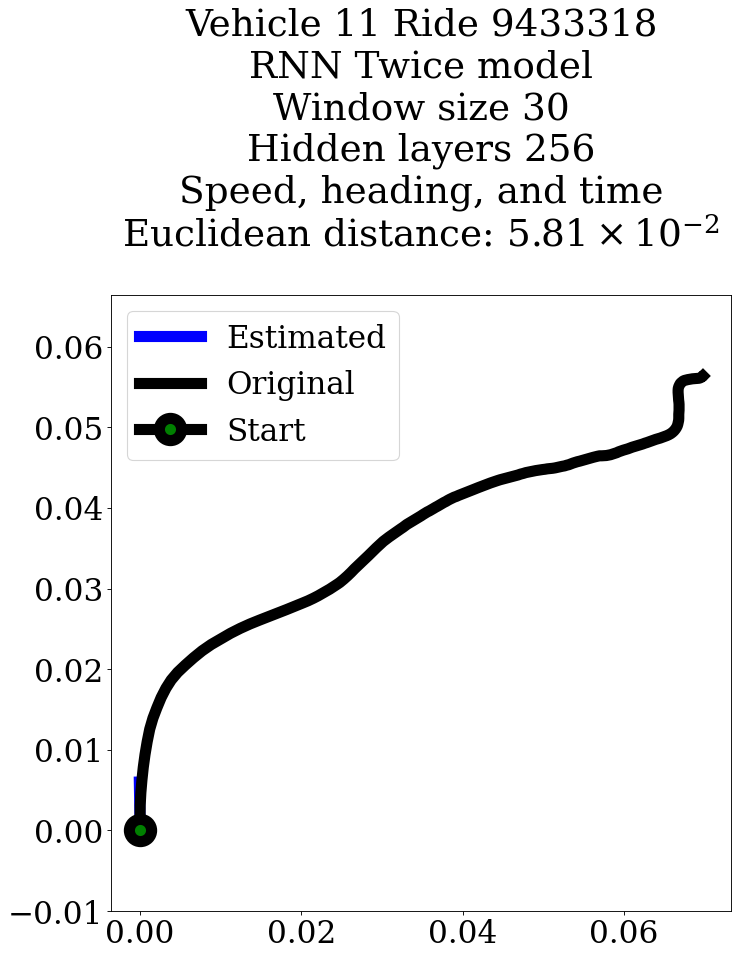 Vehicle 11 Ride 9433318
RNN Twice model
Window size 30
Hidden layers 256
Speed, heading, and time
Euclidean distance: 5.81 × 10⁻²
Estimated
Original
Start
0.06
0.05
0.04
0.03
0.02
0.01
0.00
−0.01
0.00 0.02 0.04 0.06